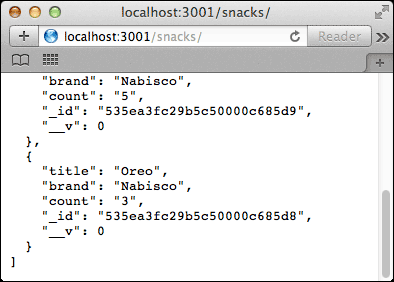 localhost:3001/snacks/
localhost:3001/snacks/
Reader
"brand": "Nabisco",
"count": "5",
"_id": "535ea3fc29b5c50000c685d9",
"__v": 0
},
{
"title": "Oreo",
"brand": "Nabisco",
"count": "3",
"_id": "535ea3fc29b5c50000c685d8",
"__v": 0
}
]